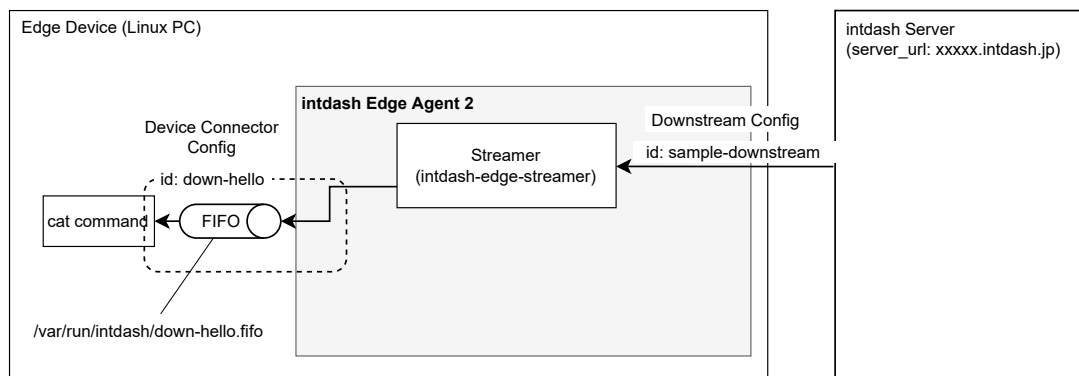 Edge Device (Linux PC)
intdash Server
(server_url: xxxxx.intdash.jp)
intdash Edge Agent 2
Device Connector
Config
Downstream Config
Streamer
(intdash-edge-streamer)
id: sample-downstream
id: down-hello
cat command
FIFO
/var/run/intdash/down-hello.fifo